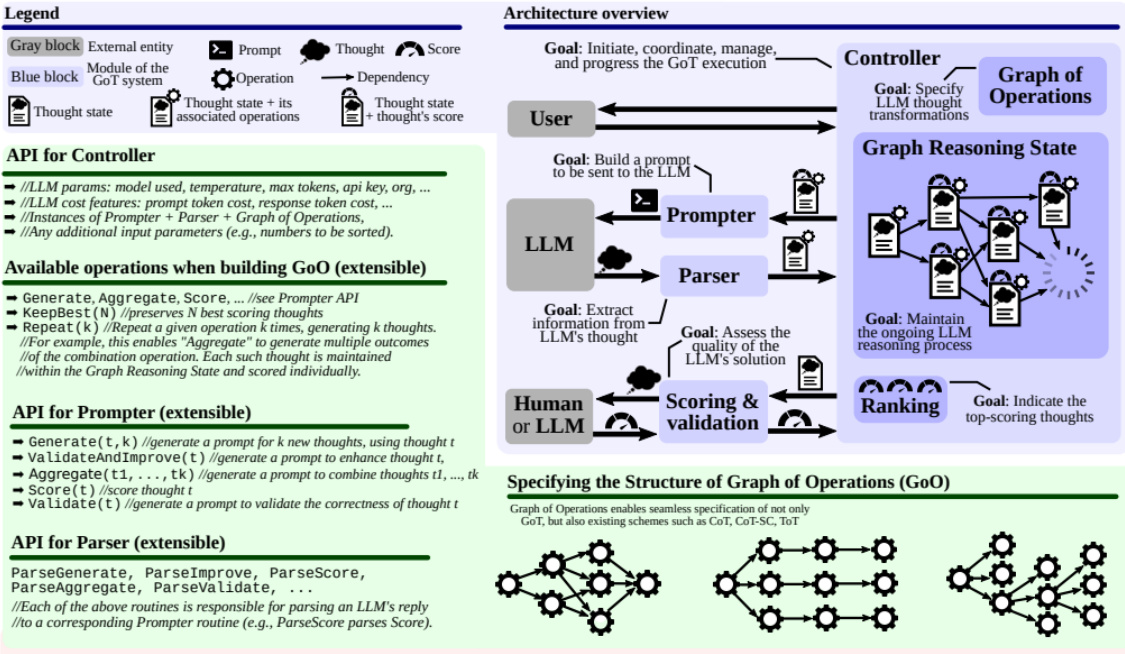 Legend
Gray block External entity
Prompt
Thought
Score
Blue block Module of the
GoT system
Operation
Dependency
Thought state
Thought state + its
associated operations
Thought state
+ thought's score
API for Controller
➡ //LLM params: model used, temperature, max tokens, api key, org, ...
➡ //LLM cost features: prompt token cost, response token cost, ...
➡ //Instances of Prompter + Parser + Graph of Operations,
➡ //Any additional input parameters (e.g., numbers to be sorted).
Available operations when building GoO (extensible)
➡ Generate, Aggregate, Score, ... //see Prompter API
➡ KeepBest(N) //preserves N best scoring thoughts
➡ Repeat(k) //Repeat a given operation k times, generating k thoughts.
//For example, this enables "Aggregate" to generate multiple outcomes
//of the combination operation. Each such thought is maintained
//within the Graph Reasoning State and scored individually.
API for Prompter (extensible)
➡ Generate(t,k) //generate a prompt for k new thoughts, using thought t
➡ ValidateAndImprove(t) //generate a prompt to enhance thought t,
➡ Aggregate(t1,...,tk) //generate a prompt to combine thoughts t1, ..., tk
➡ Score(t) //score thought t
➡ Validate(t) //generate a prompt to validate the correctness of thought t
API for Parser (extensible)
ParseGenerate, ParseImprove, ParseScore,
ParseAggregate, ParseValidate, ...
//Each of the above routines is responsible for parsing an LLM's reply
//to a corresponding Prompter routine (e.g., ParseScore parses Score).
Architecture overview
Goal: Initiate, coordinate, manage,
and progress the GoT execution
Controller
Graph of
Operations
Goal: Specify
LLM thought
transformations
User
Graph Reasoning State
Goal: Build a prompt
to be sent to the LLM
LLM
Prompter
Parser
Goal: Extract
information from
LLM's thought
Goal: Maintain
the ongoing LLM
reasoning process
Goal: Assess the
quality of the
LLM's solution
Human
or LLM
Scoring &
validation
Ranking
Goal: Indicate the
top-scoring thoughts
Specifying the Structure of Graph of Operations (GoO)
Graph of Operations enables seamless specification of not only
GoT, but also existing schemes such as CoT, CoT-SC, ToT